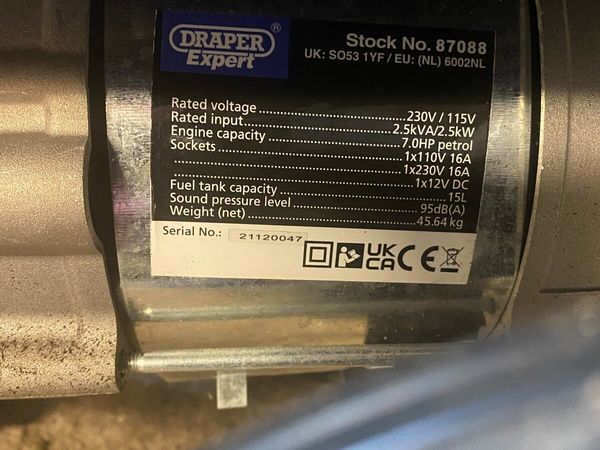 DRAPER®
Expert
Stock No. 87088
UK: SO53 1YF / EU: (NL) 6002NL
Rated voltage.....230V / 115V
Rated input.....2.5kVA/2.5kW
Engine capacity.....7.0HP petrol
Sockets.....1x110V 16A
.....1x230V 16A
.....1x12V DC
Fuel tank capacity.....15L
Sound pressure level.....95dB(A)
Weight (net).....45.64 kg
Serial No.: 21120047
UK
CA CE